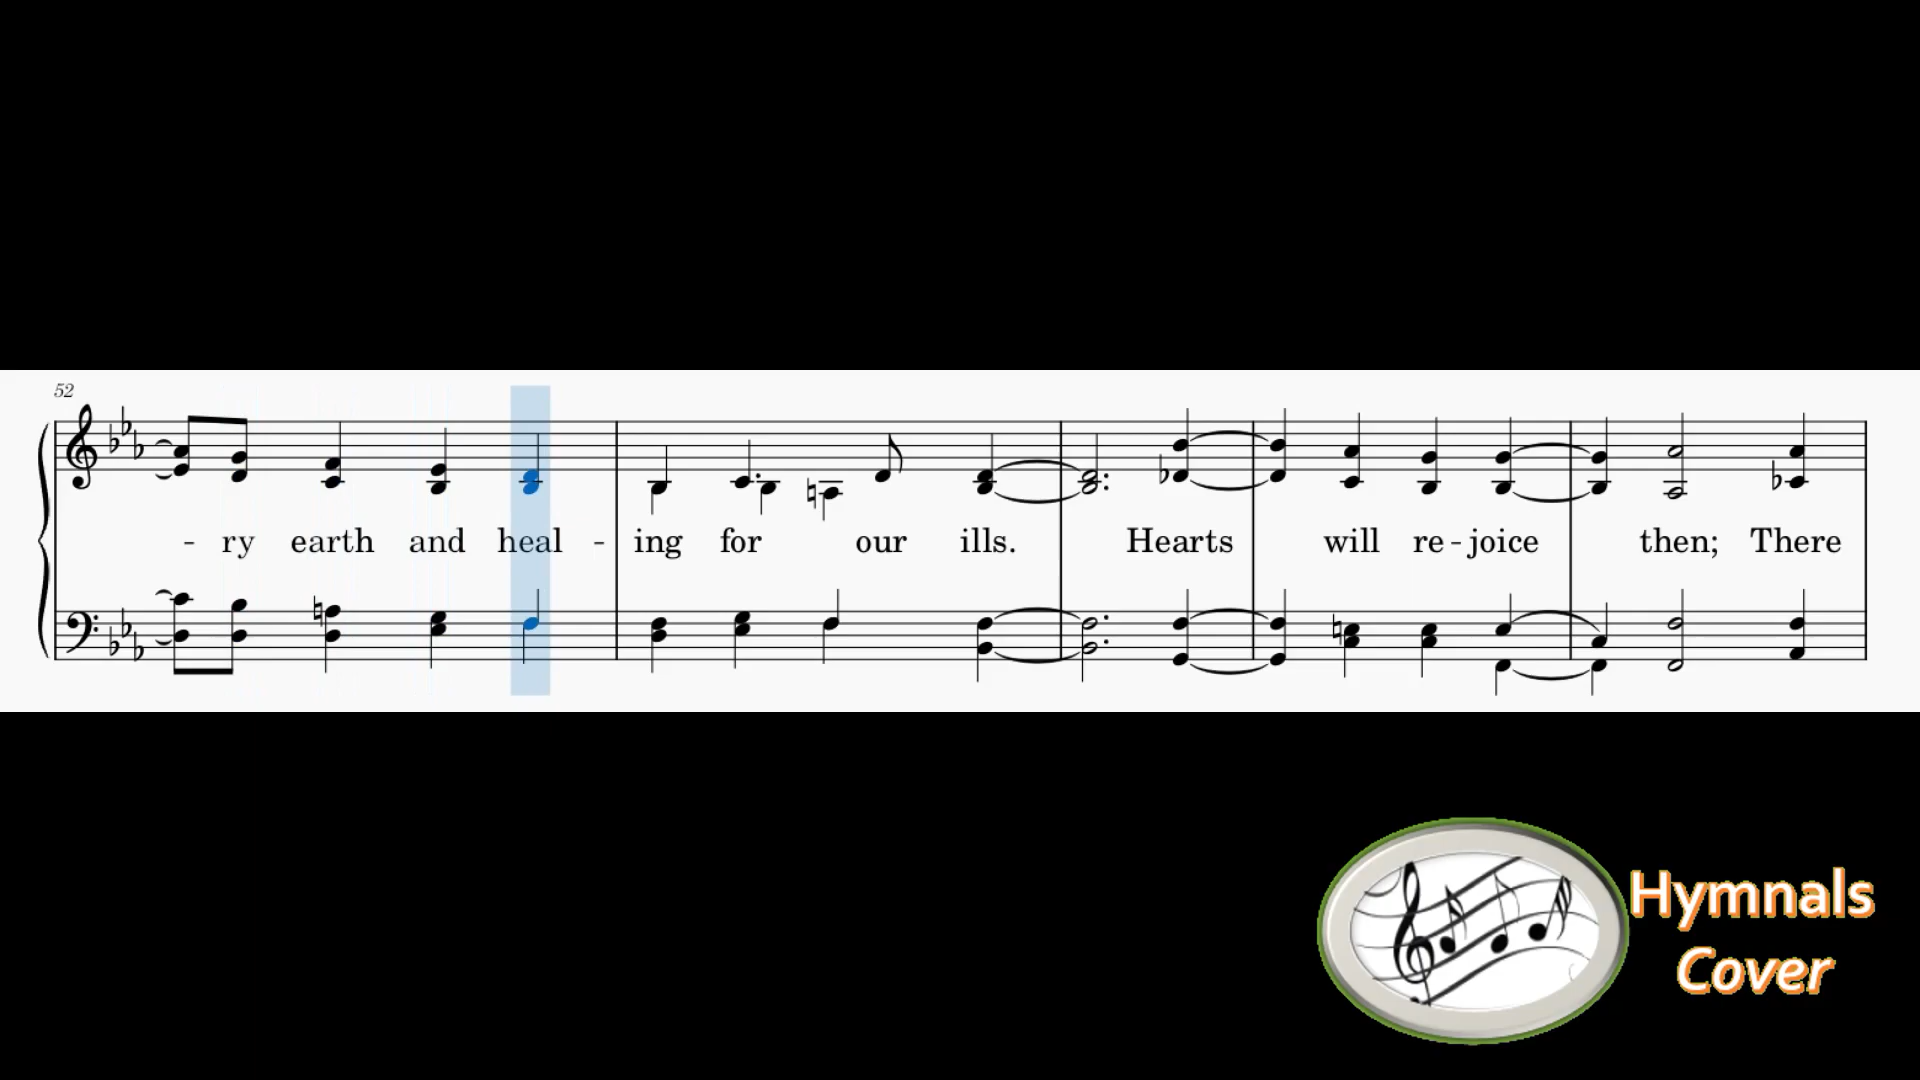 52
- ry earth and heal - ing for our ills. Hearts will re - joice then; There
Hymnals
Cover